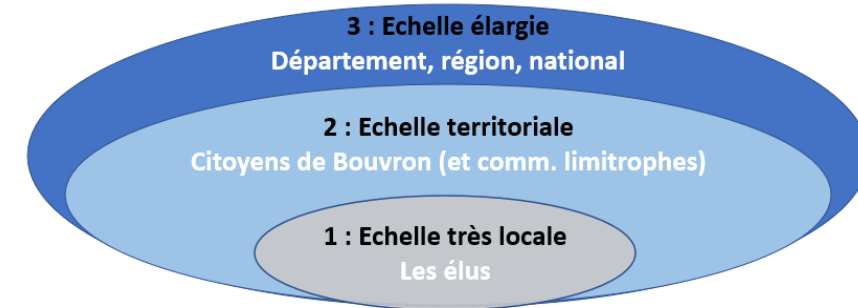 3 : Echelle élargie
Département, région, national
2 : Echelle territoriale
Citoyens de Bouvron (et comm. limitrophes)
1 : Echelle très locale
Les élus